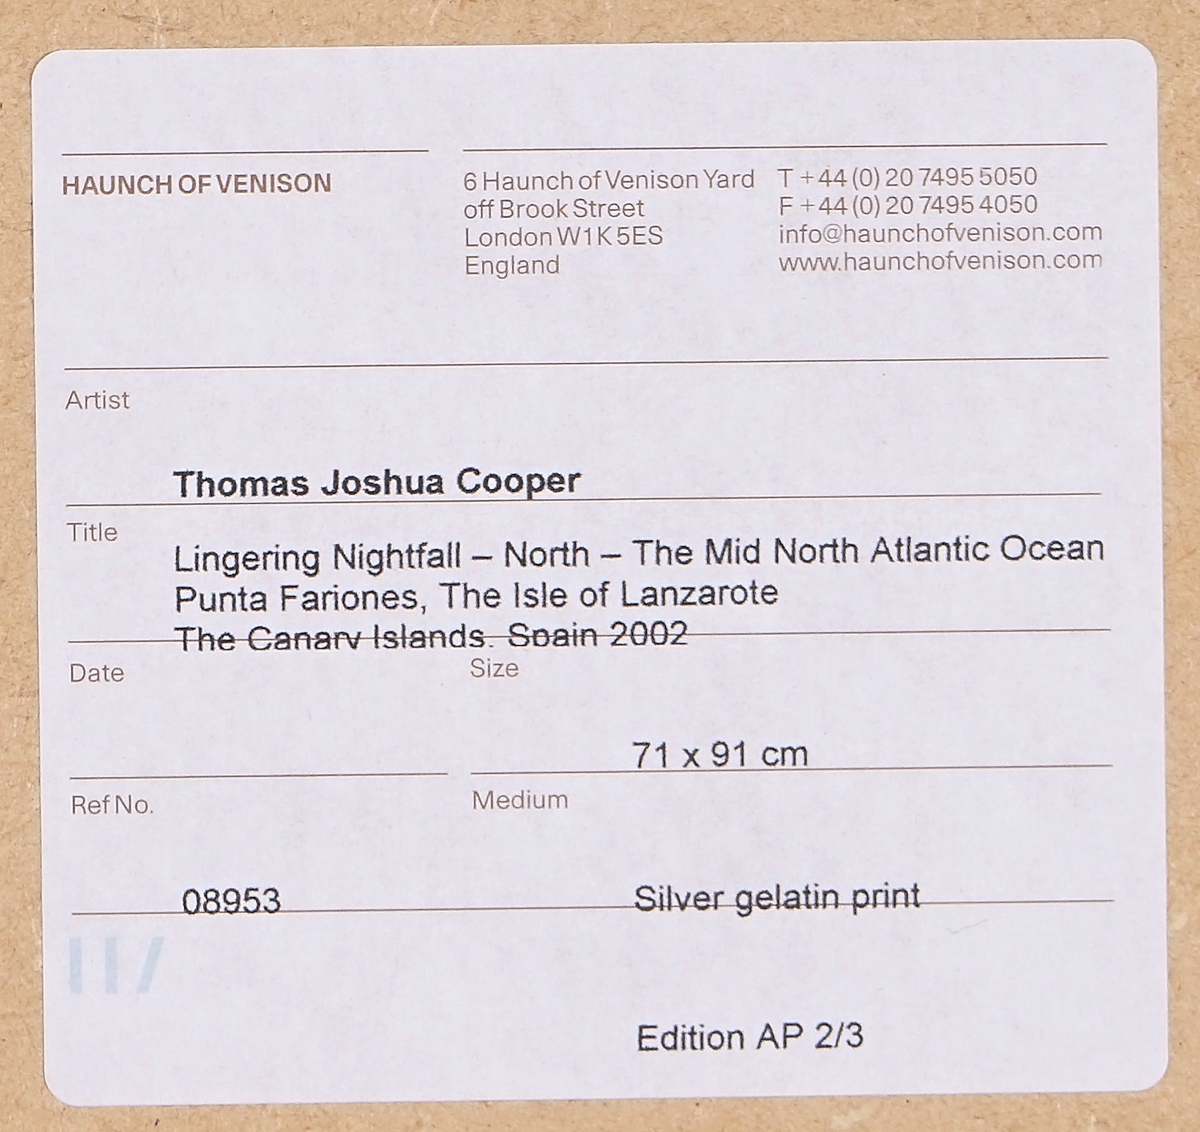 HAUNCH OF VENISON
6 Haunch of Venison Yard
off Brook Street
London W1K 5ES
England
T +44 (0) 20 7495 5050
F +44 (0) 20 7495 4050
info@haunchofvenison.com
www.haunchofvenison.com
Artist
Thomas Joshua Cooper
Title
Lingering Nightfall – North – The Mid North Atlantic Ocean
Punta Fariones, The Isle of Lanzarote
The Canary Islands. Spain 2002
Date
Size
71 x 91 cm
Ref No.
Medium
08953
Silver gelatin print
Edition AP 2/3